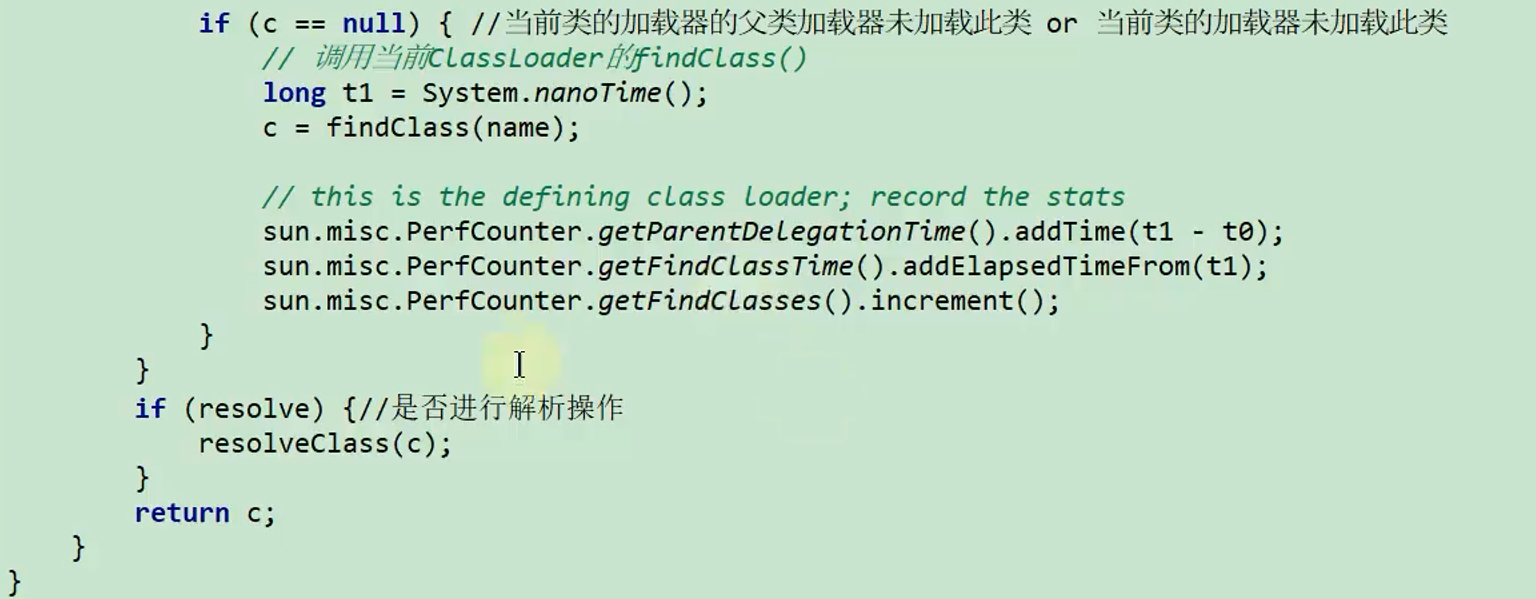 if (c == null) { //当前类的加载器的父类加载器未加载此类 or 当前类的加载器未加载此类
// 调用当前ClassLoader的findClass()
long t1 = System.nanoTime();
c = findClass(name);
// this is the defining class loader; record the stats
sun.misc.PerfCounter.getParentDelegationTime().addTime(t1 - t0);
sun.misc.PerfCounter.getFindClassTime().addElapsedTimeFrom(t1);
sun.misc.PerfCounter.getFindClasses().increment();
}
}
if (resolve) {//是否进行解析操作
resolveClass(c);
}
return c;
}
}